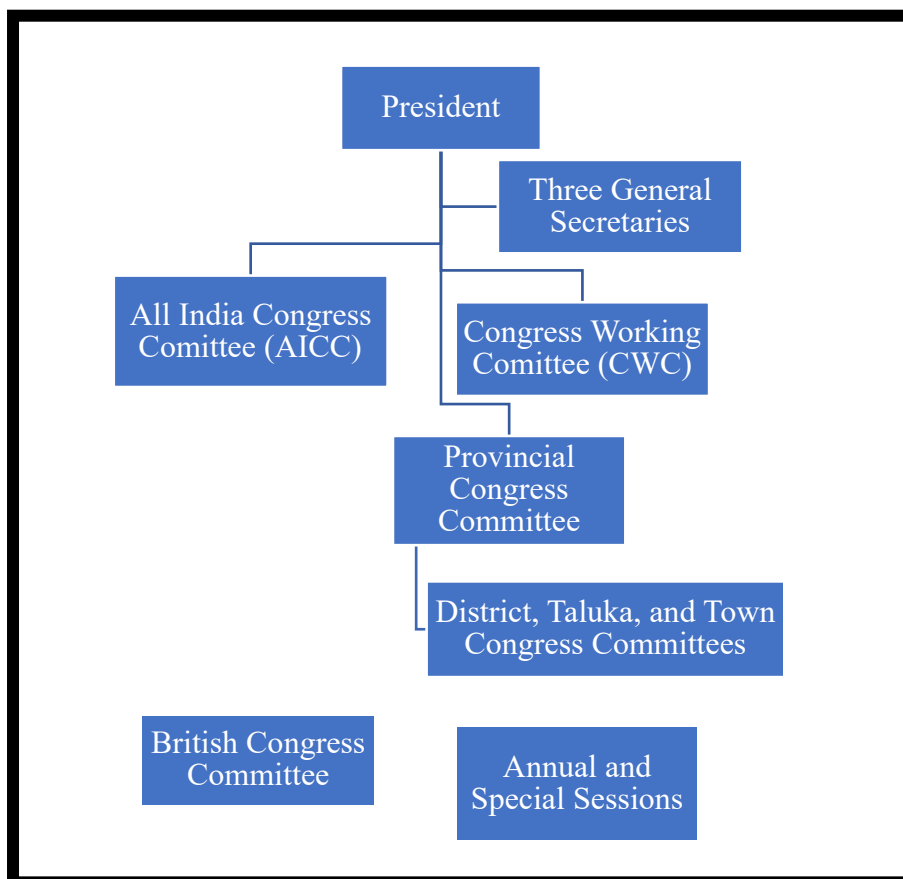 President
Three General
Secretaries
All India Congress
Comittee (AICC)
Congress Working
Comittee (CWC)
Provincial
Congress
Committee
District, Taluka, and Town
Congress Committees
British Congress
Committee
Annual and
Special Sessions